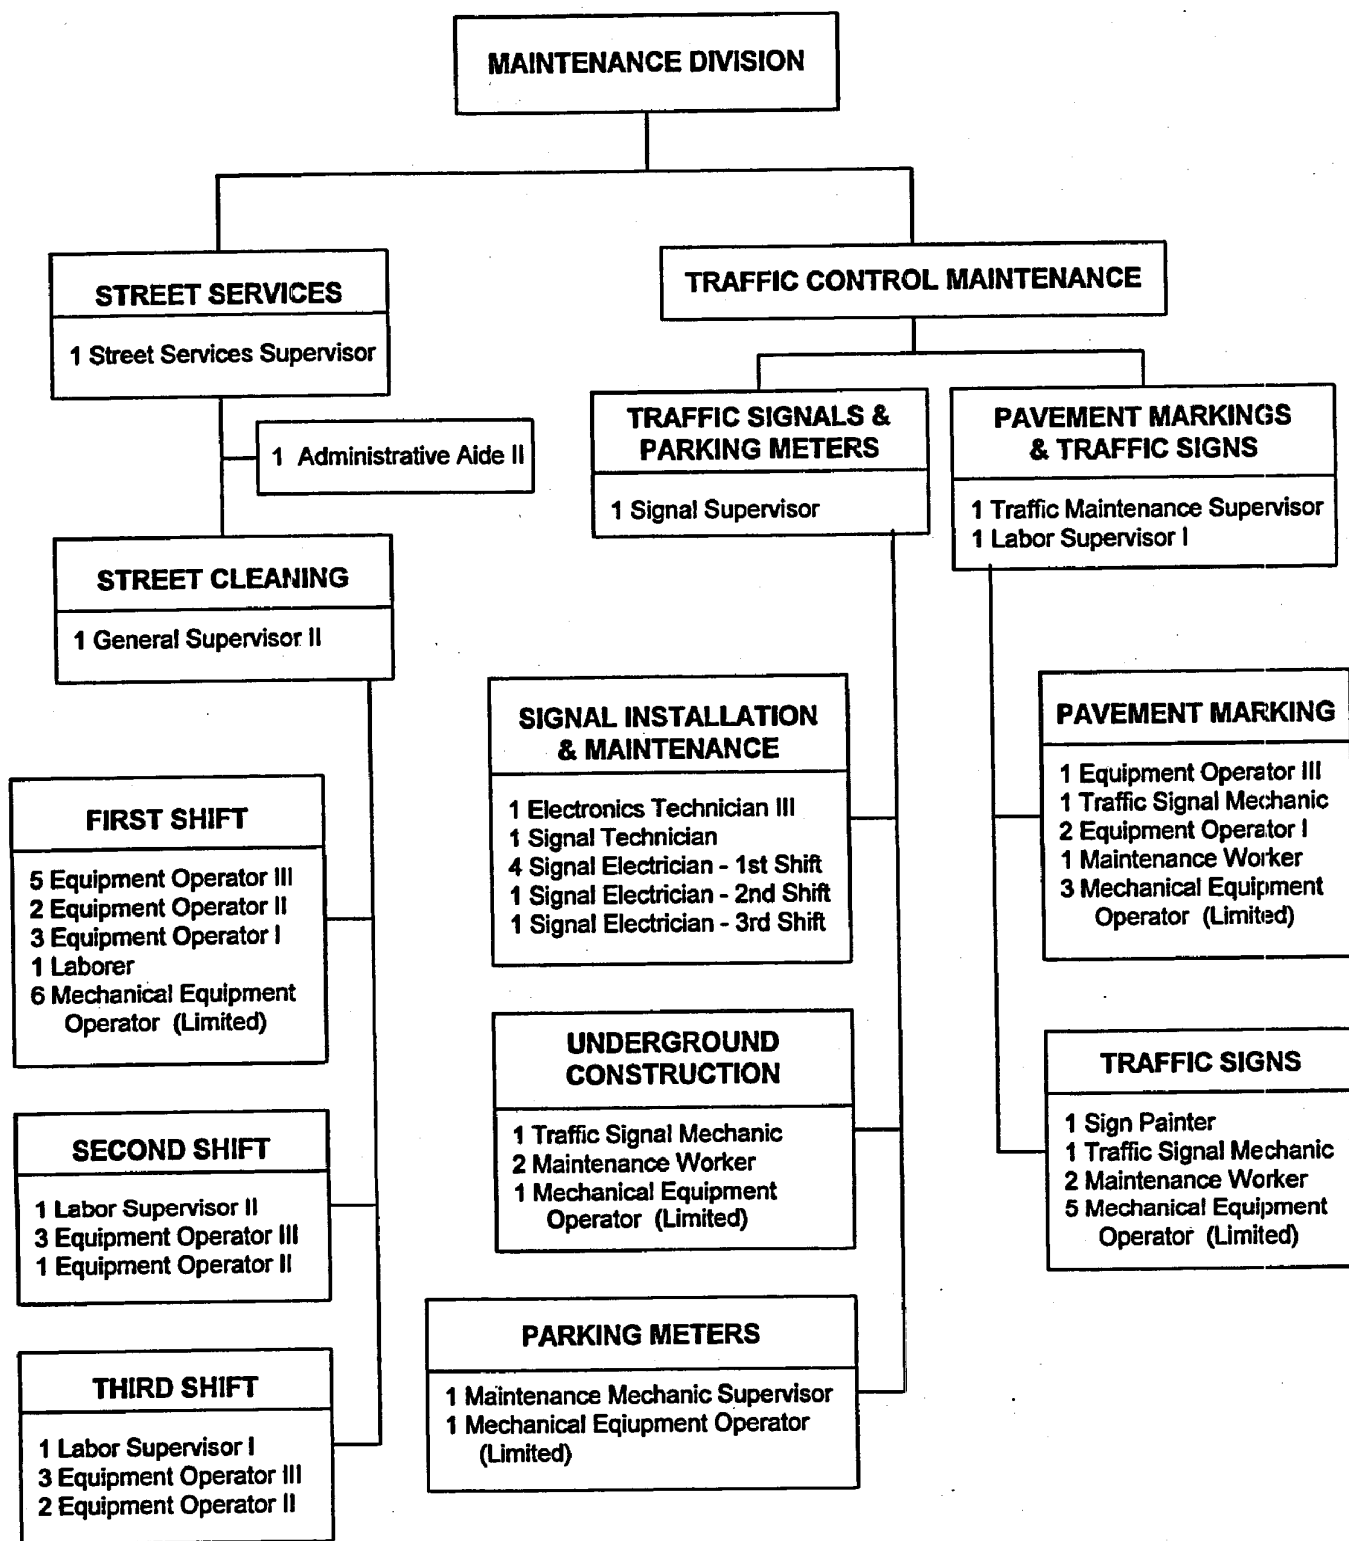 MAINTENANCE DIVISION
STREET SERVICES
1 Street Services Supervisor
1 Administrative Aide II
STREET CLEANING
1 General Supervisor II
FIRST SHIFT
5 Equipment Operator III
2 Equipment Operator II
3 Equipment Operator I
1 Laborer
6 Mechanical Equipment
Operator (Limited)
SECOND SHIFT
1 Labor Supervisor II
3 Equipment Operator III
1 Equipment Operator II
THIRD SHIFT
1 Labor Supervisor I
3 Equipment Operator III
2 Equipment Operator II
TRAFFIC CONTROL MAINTENANCE
TRAFFIC SIGNALS &
PARKING METERS
1 Signal Supervisor
SIGNAL INSTALLATION
& MAINTENANCE
1 Electronics Technician III
1 Signal Technician
4 Signal Electrician - 1st Shift
1 Signal Electrician - 2nd Shift
1 Signal Electrician - 3rd Shift
UNDERGROUND
CONSTRUCTION
1 Traffic Signal Mechanic
2 Maintenance Worker
1 Mechanical Equipment
Operator (Limited)
PARKING METERS
1 Maintenance Mechanic Supervisor
1 Mechanical Eqiupment Operator
(Limited)
PAVEMENT MARKINGS
& TRAFFIC SIGNS
1 Traffic Maintenance Supervisor
1 Labor Supervisor I
PAVEMENT MARKING
1 Equipment Operator III
1 Traffic Signal Mechanic
2 Equipment Operator I
1 Maintenance Worker
3 Mechanical Equipment
Operator (Limited)
TRAFFIC SIGNS
1 Sign Painter
1 Traffic Signal Mechanic
2 Maintenance Worker
5 Mechanical Equipment
Operator (Limited)